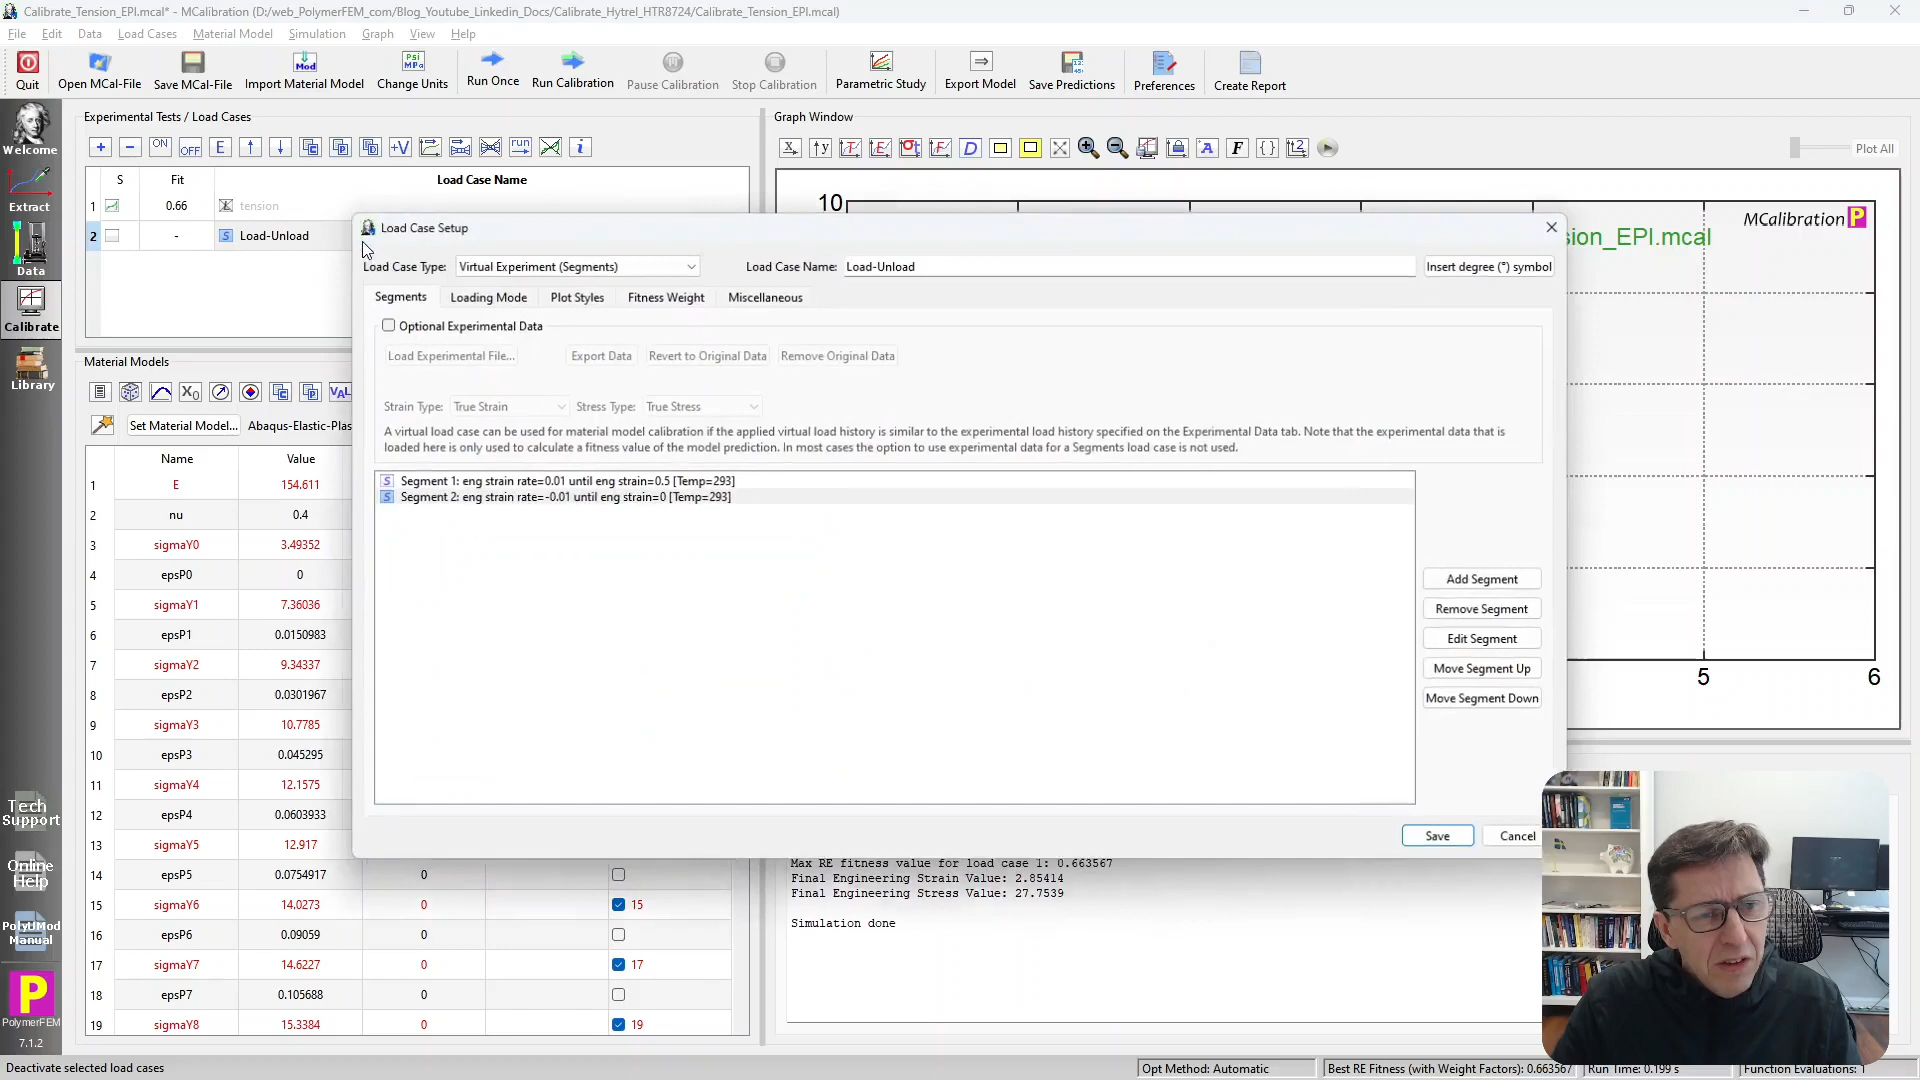 Calibrate_Tension_EPI.mcal* - MCalibration (D:/web_PolymerFEM_com/Blog_Youtube_Linkedin_Docs/Calibrate_Hytrel_HTR8724/Calibrate_Tension_EPI.mcal)
File Edit Data Load Cases Material Model Simulation Graph View Help
Quit Open MCal-File Save MCal-File Import Material Model Change Units Run Once Run Calibration Pause Calibration Stop Calibration Parametric Study Export Model Save Predictions Preferences Create Report
Welcome
Extract
Data
Calibrate
Library
Tech Support
Online Help
PolyUMod Manual
PolymerFEM
7.1.2
Experimental Tests / Load Cases
ON OFF E +V run i
S Fit Load Case Name
1 0.66 tension
2 - Load-Unload
Graph Window
Plot All
10
MCalibration P
sion_EPI.mcal
5 6
Load Case Setup
Load Case Type: Virtual Experiment (Segments) Load Case Name: Load-Unload Insert degree (°) symbol
Segments Loading Mode Plot Styles Fitness Weight Miscellaneous
Optional Experimental Data
Load Experimental File... Export Data Revert to Original Data Remove Original Data
Strain Type: True Strain Stress Type: True Stress
A virtual load case can be used for material model calibration if the applied virtual load history is similar to the experimental load history specified on the Experimental Data tab. Note that the experimental data that is
loaded here is only used to calculate a fitness value of the model prediction. In most cases the option to use experimental data for a Segments load case is not used.
S Segment 1: eng strain rate=0.01 until eng strain=0.5 [Temp=293]
S Segment 2: eng strain rate=-0.01 until eng strain=0 [Temp=293]
Add Segment
Remove Segment
Edit Segment
Move Segment Up
Move Segment Down
Save Cancel
Material Models
X0 VAL
Set Material Model... Abaqus-Elastic-Plas
Name Value
1 E 154.611
2 nu 0.4
3 sigmaY0 3.49352
4 epsP0 0
5 sigmaY1 7.36036
6 epsP1 0.0150983
7 sigmaY2 9.34337
8 epsP2 0.0301967
9 sigmaY3 10.7785
10 epsP3 0.045295
11 sigmaY4 12.1575
12 epsP4 0.0603933
13 sigmaY5 12.917
14 epsP5 0.0754917 0
15 sigmaY6 14.0273 0 15
16 epsP6 0.09059 0
17 sigmaY7 14.6227 0 17
18 epsP7 0.105688 0
19 sigmaY8 15.3384 0 19
Max RE fitness value for load case 1: 0.663567
Final Engineering Strain Value: 2.85414
Final Engineering Stress Value: 27.7539
Simulation done
Deactivate selected load cases
Opt Method: Automatic Best RE Fitness (with Weight Factors): 0.663567 Run Time: 0.199 s Function Evaluations: 1